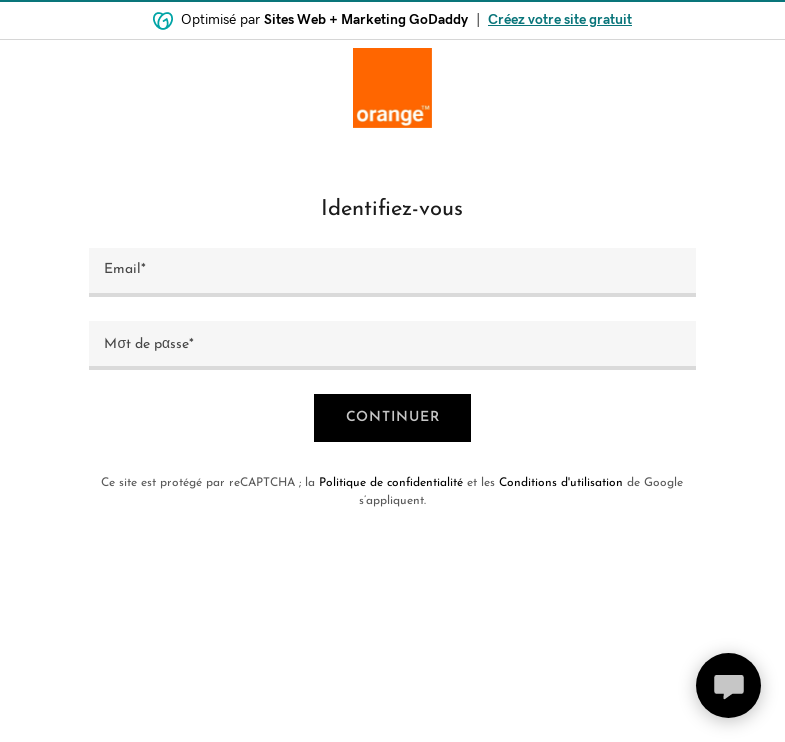 Optimisé par Sites Web + Marketing GoDaddy | Créez votre site gratuit
orange™
Identifiez-vous
Email*
Mσt de pαsse*
CONTINUER
Ce site est protégé par reCAPTCHA ; la Politique de confidentialité et les Conditions d'utilisation de Google
s'appliquent.